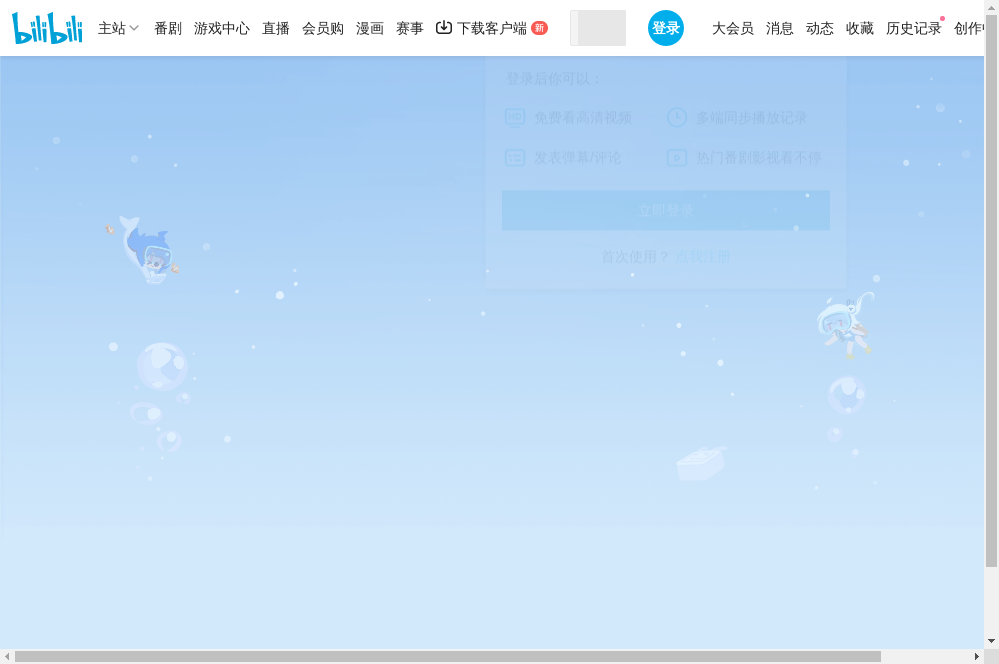 bilibili 主站 番剧 游戏中心 直播 会员购 漫画 赛事 下载客户端 新 登录 大会员 消息 动态 收藏 历史记录 创作
登录后你可以：
免费看高清视频 多端同步播放记录
发表弹幕/评论 热门番剧影视看不停
立即登录
首次使用？ 点我注册